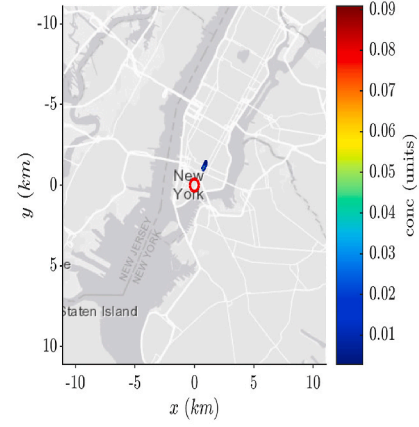 -10
-5
0
5
10
y (km)
-10
-5
0
5
10
x (km)
New
York
NEW JERSEY
NEW YORK
e
Staten Island
0.09
0.08
0.07
0.06
0.05
0.04
0.03
0.02
0.01
conc (units)